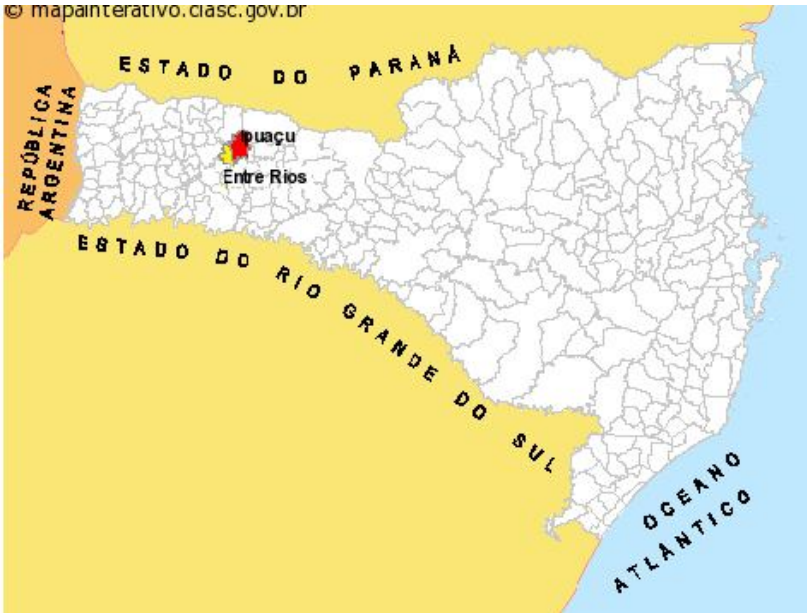 © mapainterativo.ciasc.gov.br
ESTADO DO PARANÁ
REPÚBLICA
ARGENTINA
Ipuaçu
Entre Rios
ESTADO DO RIO GRANDE DO SUL
OCEANO
ATLÂNTICO